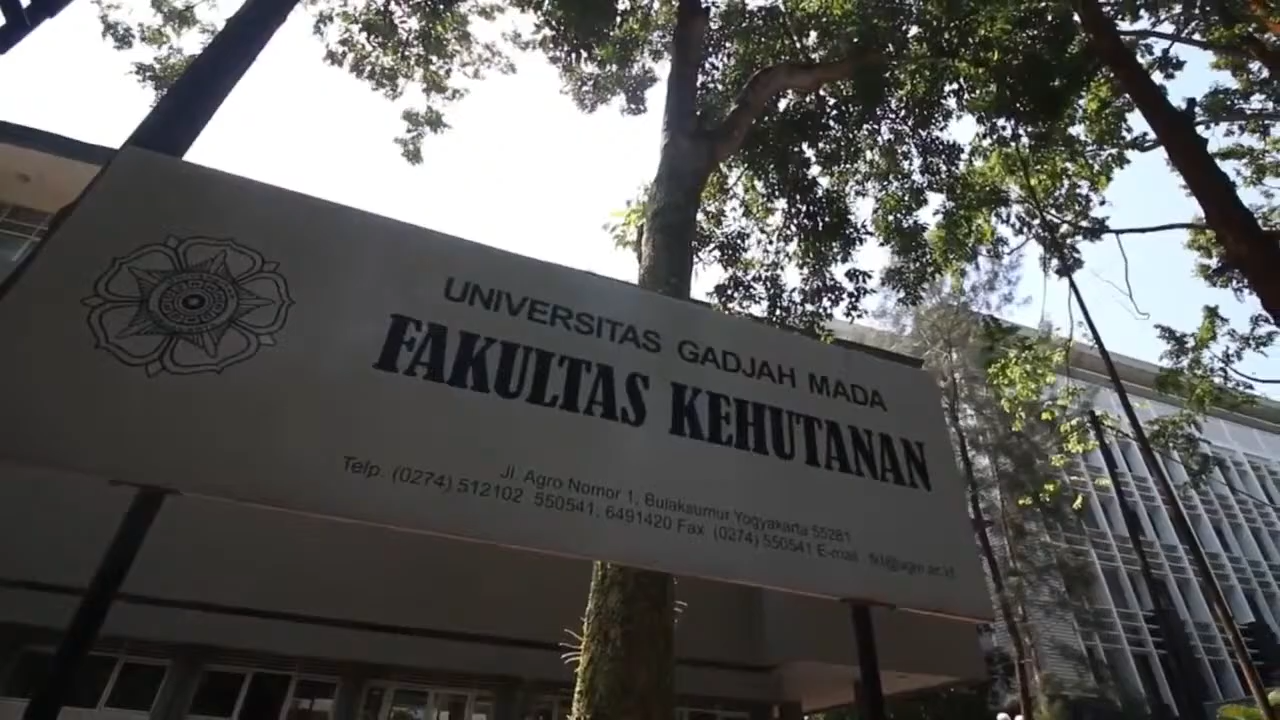 UNIVERSITAS GADJAH MADA
FAKULTAS KEHUTANAN
Jl. Agro Nomor 1, Bulaksumur Yogyakarta 55281
Telp. (0274) 512102 550541, 6491420 Fax (0274) 550541 E-mail